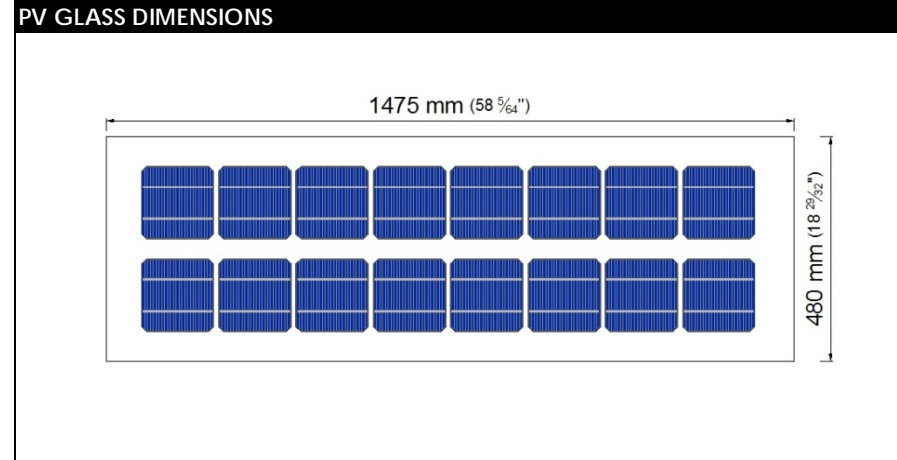 PV GLASS DIMENSIONS
1475 mm (58 5⁄64")
480 mm (18 29⁄32")